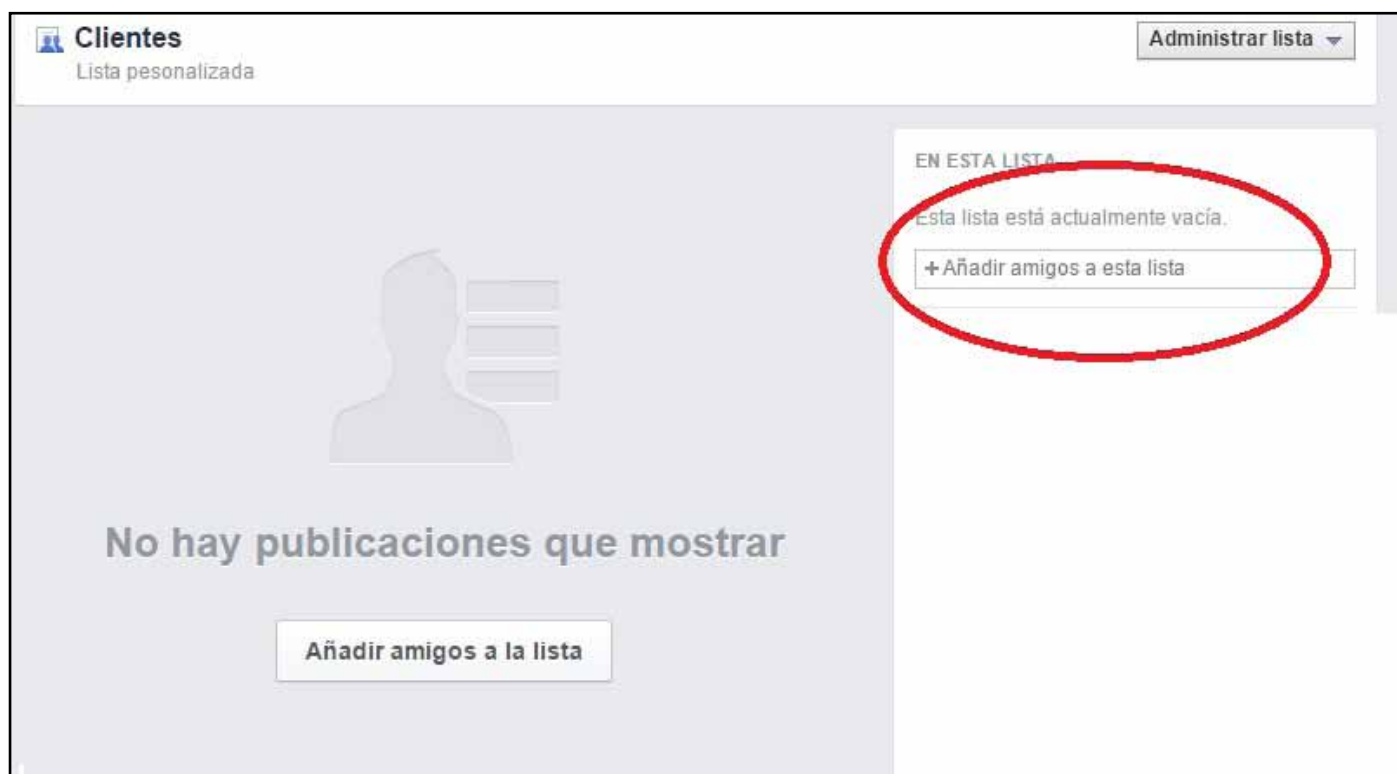 Clientes
Administrar lista
Lista pesonalizada
EN ESTA LISTA
Esta lista está actualmente vacía.
+Añadir amigos a esta lista
No hay publicaciones que mostrar
Añadir amigos a la lista